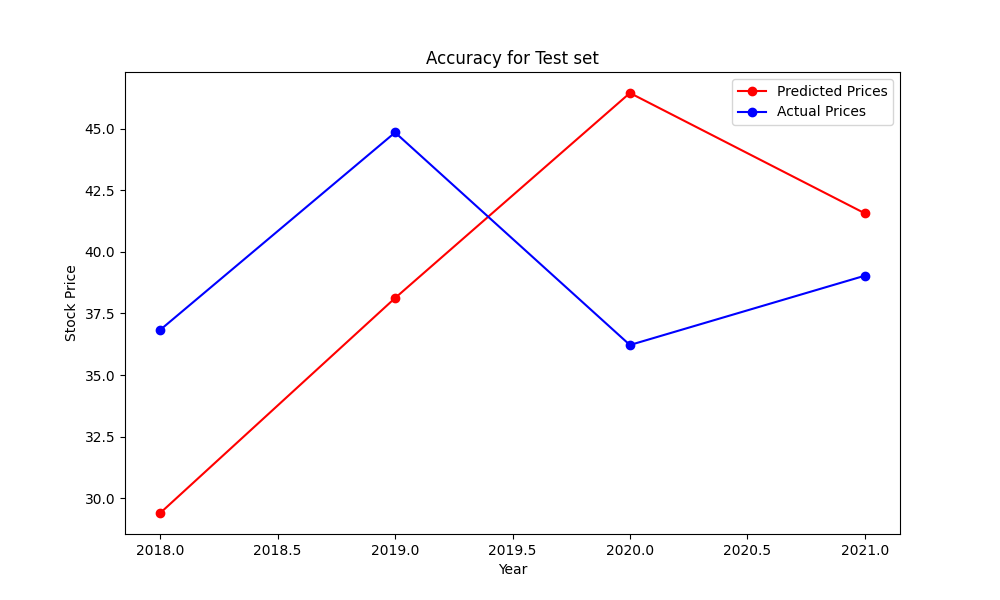 Accuracy for Test set
Predicted Prices
Actual Prices
Stock Price
45.0
42.5
40.0
37.5
35.0
32.5
30.0
2018.0 2018.5 2019.0 2019.5 2020.0 2020.5 2021.0
Year